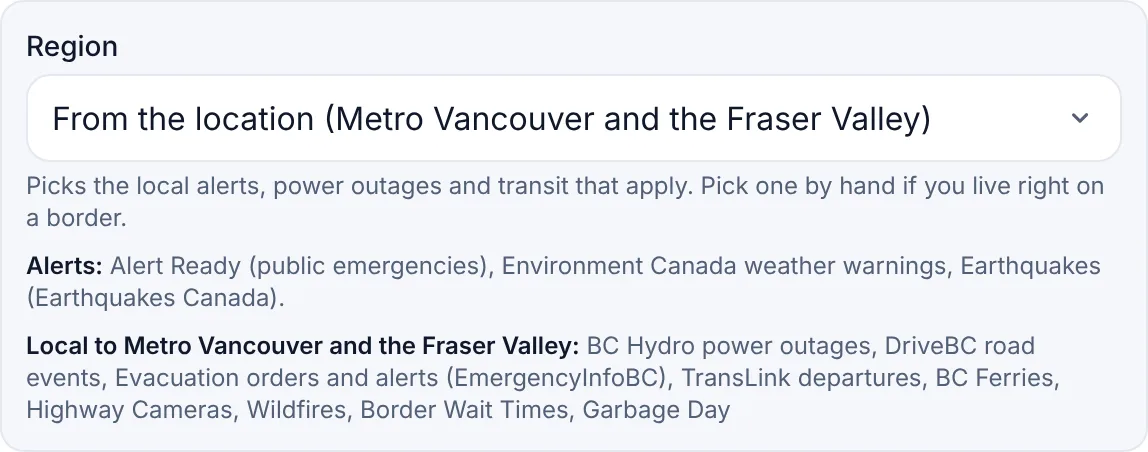 Region
From the location (Metro Vancouver and the Fraser Valley)
Picks the local alerts, power outages and transit that apply. Pick one by hand if you live right on
a border.
Alerts: Alert Ready (public emergencies), Environment Canada weather warnings, Earthquakes
(Earthquakes Canada).
Local to Metro Vancouver and the Fraser Valley: BC Hydro power outages, DriveBC road
events, Evacuation orders and alerts (EmergencyInfoBC), TransLink departures, BC Ferries,
Highway Cameras, Wildfires, Border Wait Times, Garbage Day